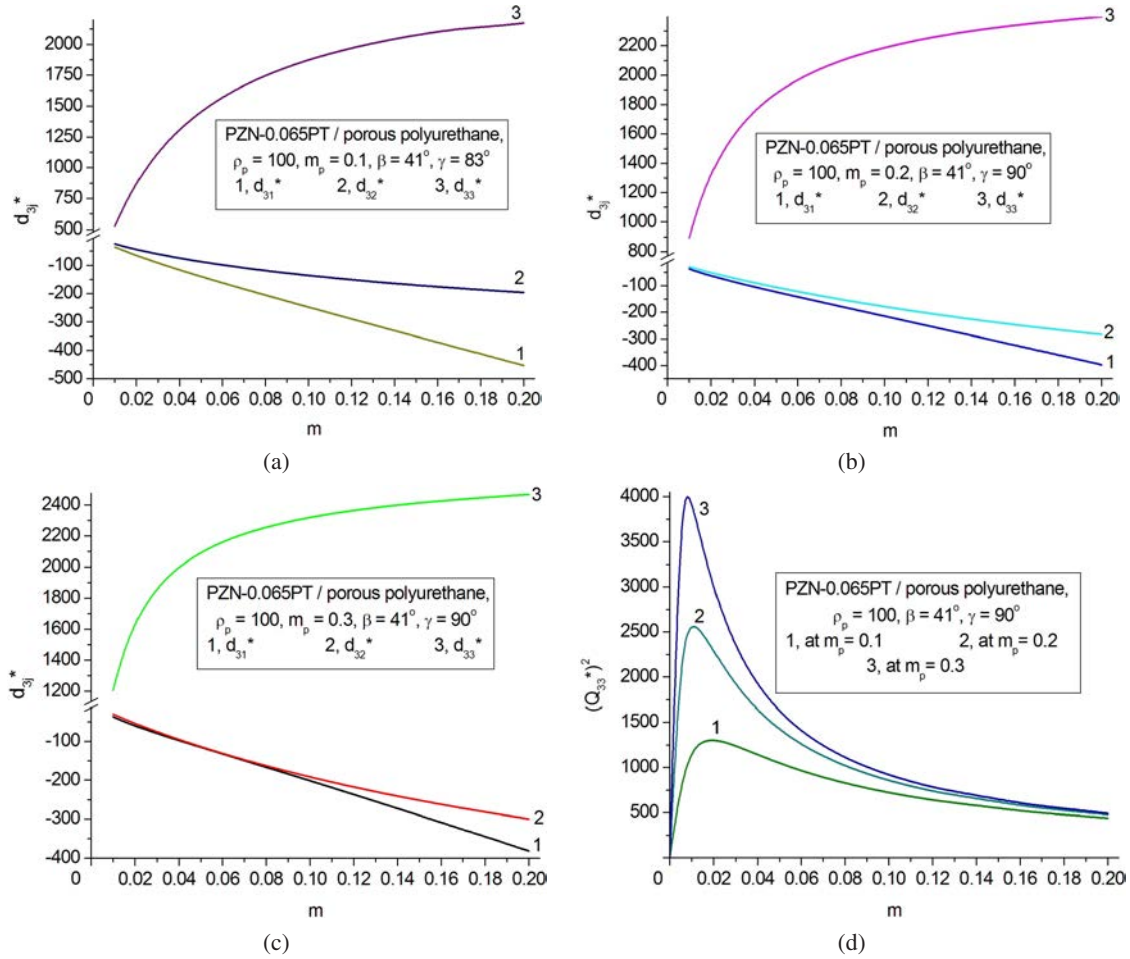 3
2000
1750
1500
1250
1000
750
500
-100
-200
-300
-400
-500
d3j*
PZN-0.065PT / porous polyurethane,
ρp = 100, mp = 0.1, β = 41°, γ = 83°
1, d31* 2, d32* 3, d33*
2
1
0 0.02 0.04 0.06 0.08 0.10 0.12 0.14 0.16 0.18 0.20
m
(a)
3
2200
2000
1800
1600
1400
1200
1000
800
-100
-200
-300
-400
d3j*
PZN-0.065PT / porous polyurethane,
ρp = 100, mp = 0.2, β = 41°, γ = 90°
1, d31* 2, d32* 3, d33*
2
1
0 0.02 0.04 0.06 0.08 0.10 0.12 0.14 0.16 0.18 0.20
m
(b)
3
2400
2200
2000
1800
1600
1400
1200
-100
-200
-300
-400
d3j*
PZN-0.065PT / porous polyurethane,
ρp = 100, mp = 0.3, β = 41°, γ = 90°
1, d31* 2, d32* 3, d33*
2
1
0 0.02 0.04 0.06 0.08 0.10 0.12 0.14 0.16 0.18 0.20
m
(c)
4000
3500
3000
2500
2000
1500
1000
500
(Q33*)2
3
2
1
PZN-0.065PT / porous polyurethane,
ρp = 100, β = 41°, γ = 90°
1, at mp= 0.1 2, at mp= 0.2
3, at mp= 0.3
0 0.02 0.04 0.06 0.08 0.10 0.12 0.14 0.16 0.18 0.20
m
(d)